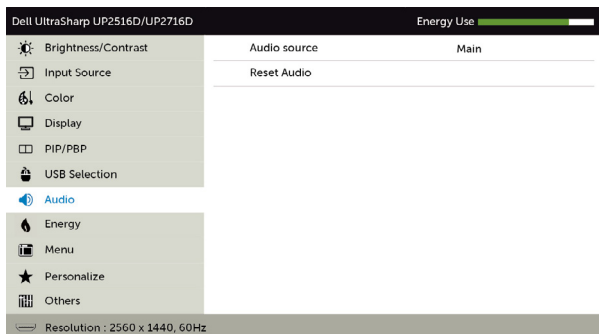 Dell UltraSharp UP2516D/UP2716D Energy Use
Brightness/Contrast Audio source Main
Input Source Reset Audio
Color
Display
PIP/PBP
USB Selection
Audio
Energy
Menu
Personalize
Others
Resolution : 2560 x 1440, 60Hz